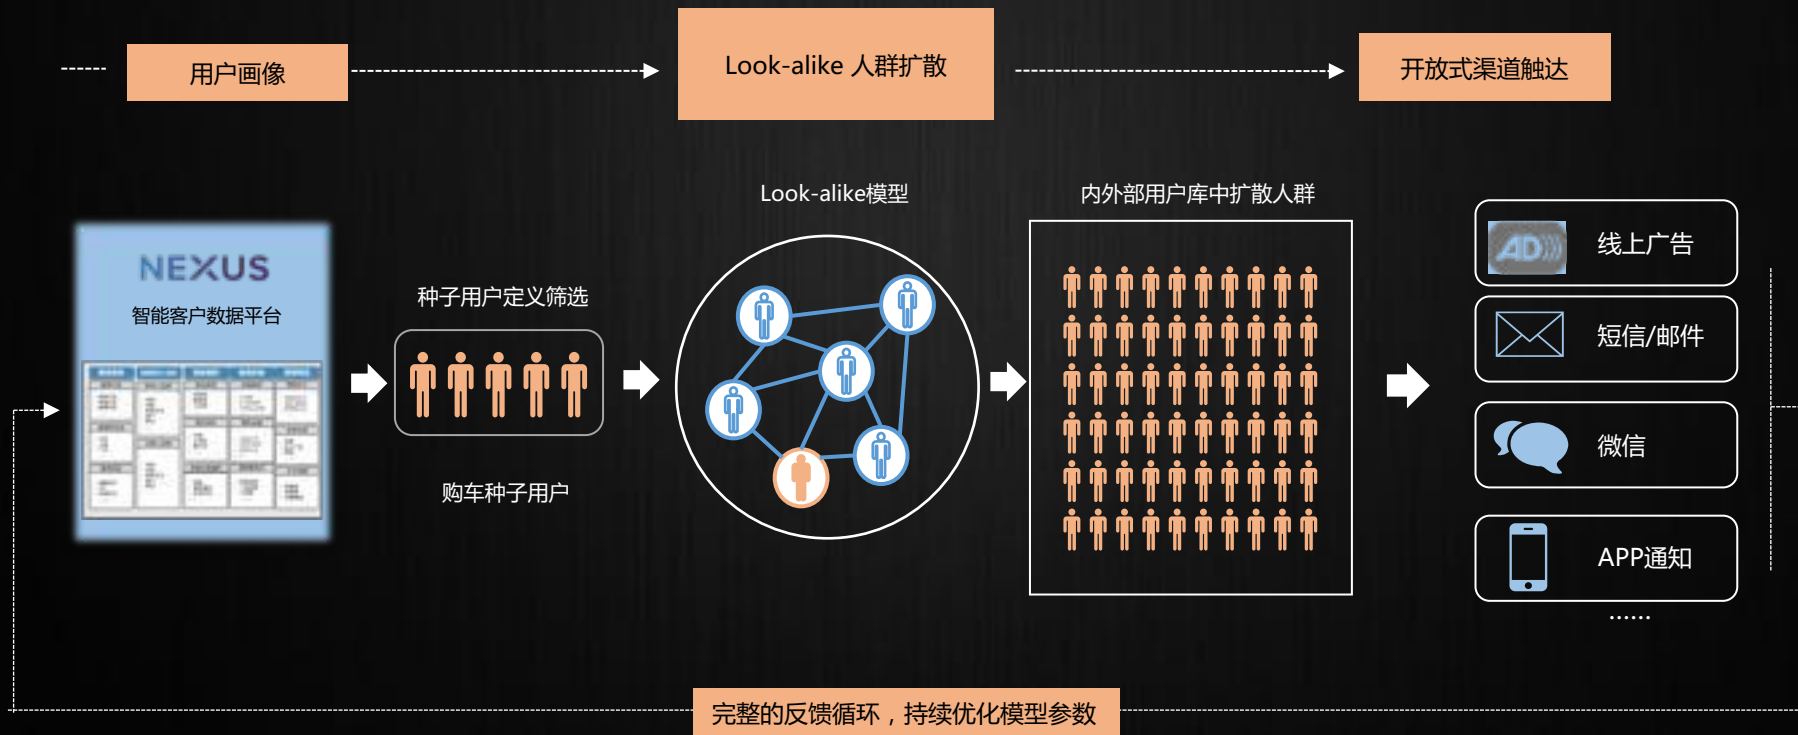 用户画像
Look-alike 人群扩散
开放式渠道触达
Look-alike模型
内外部用户库中扩散人群
NEXUS
智能客户数据平台
种子用户定义筛选
购车种子用户
AD
线上广告
短信/邮件
微信
APP通知
......
完整的反馈循环，持续优化模型参数